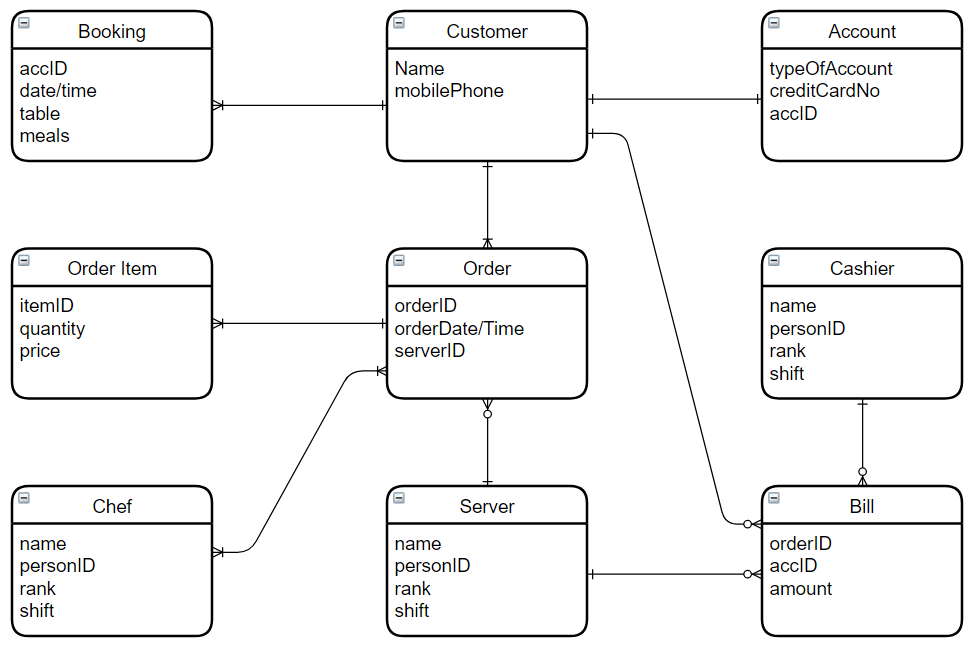 Booking
accID
date/time
table
meals
Customer
Name
mobilePhone
Account
typeOfAccount
creditCardNo
accID
Order Item
itemID
quantity
price
Order
orderID
orderDate/Time
serverID
Cashier
name
personID
rank
shift
Chef
name
personID
rank
shift
Server
name
personID
rank
shift
Bill
orderID
accID
amount